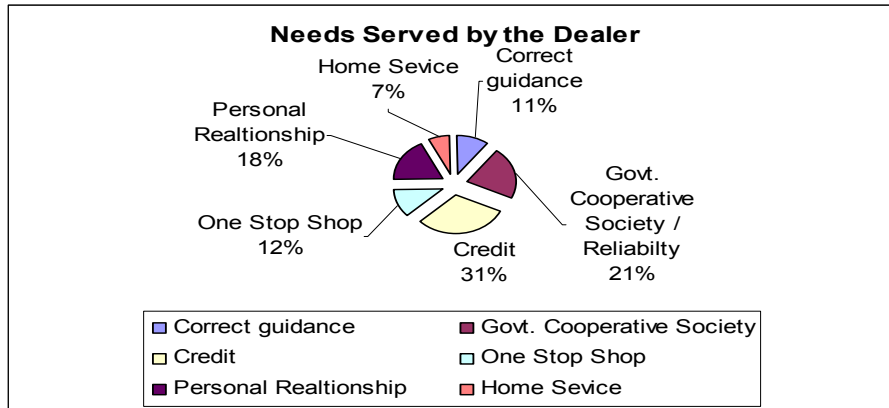 Needs Served by the Dealer
Home Sevice
7%
Correct
guidance
11%
Personal
Realtionship
18%
Govt.
Cooperative
Society /
Reliabilty
21%
One Stop Shop
12%
Credit
31%
Correct guidance
Govt. Cooperative Society
Credit
One Stop Shop
Personal Realtionship
Home Sevice